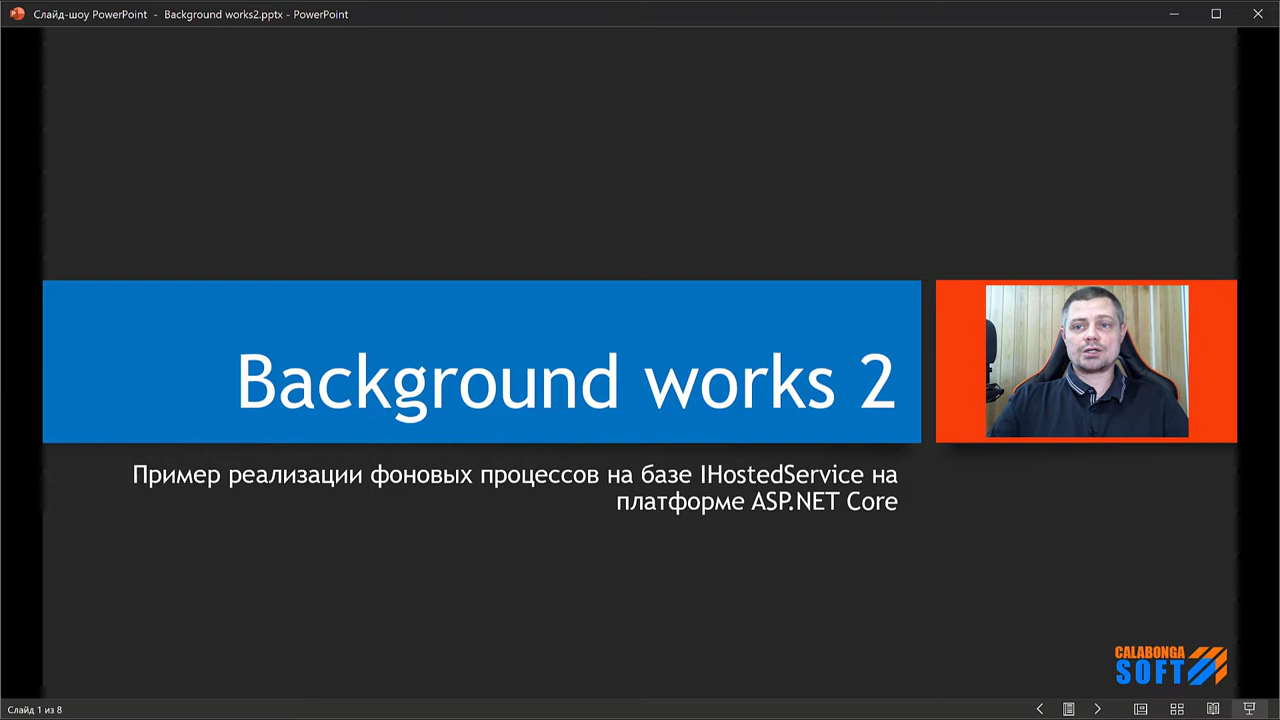 Слайд-шоу PowerPoint - Background works2.pptx - PowerPoint
Background works 2
Пример реализации фоновых процессов на базе IHostedService на
платформе ASP.NET Core
CALABONGA
SOFT
Слайд 1 из 8